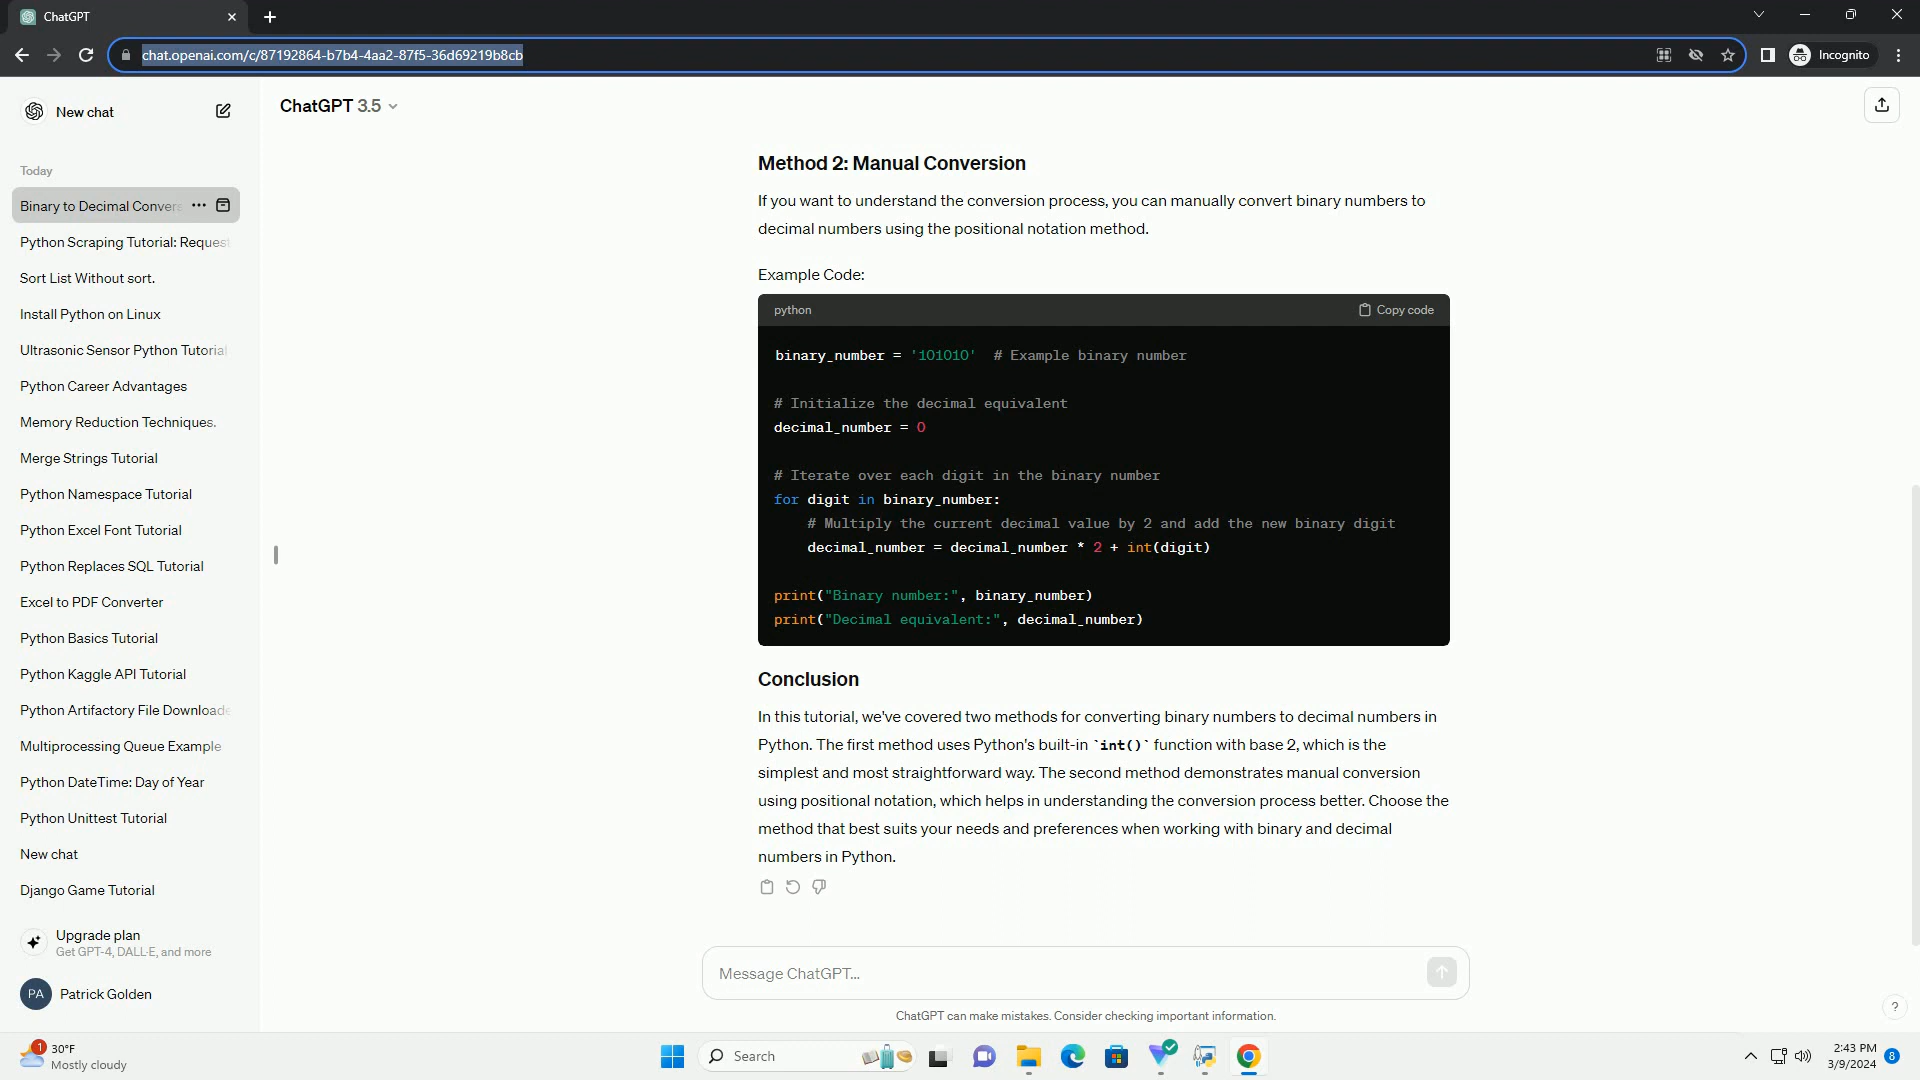 ChatGPT
chat.openai.com/c/87192864-b7b4-4aa2-87f5-36d69219b8cb
Incognito
New chat
Today
Binary to Decimal Convers
Python Scraping Tutorial: Request
Sort List Without sort.
Install Python on Linux
Ultrasonic Sensor Python Tutorial
Python Career Advantages
Memory Reduction Techniques.
Merge Strings Tutorial
Python Namespace Tutorial
Python Excel Font Tutorial
Python Replaces SQL Tutorial
Excel to PDF Converter
Python Basics Tutorial
Python Kaggle API Tutorial
Python Artifactory File Downloade
Multiprocessing Queue Example
Python DateTime: Day of Year
Python Unittest Tutorial
New chat
Django Game Tutorial
Upgrade plan
Get GPT-4, DALL·E, and more
PA Patrick Golden
ChatGPT 3.5
Method 2: Manual Conversion
If you want to understand the conversion process, you can manually convert binary numbers to
decimal numbers using the positional notation method.
Example Code:
python Copy code
binary_number = '101010'  # Example binary number
# Initialize the decimal equivalent
decimal_number = 0
# Iterate over each digit in the binary number
for digit in binary_number:
    # Multiply the current decimal value by 2 and add the new binary digit
    decimal_number = decimal_number * 2 + int(digit)
print("Binary number:", binary_number)
print("Decimal equivalent:", decimal_number)
Conclusion
In this tutorial, we've covered two methods for converting binary numbers to decimal numbers in
Python. The first method uses Python's built-in `int()` function with base 2, which is the
simplest and most straightforward way. The second method demonstrates manual conversion
using positional notation, which helps in understanding the conversion process better. Choose the
method that best suits your needs and preferences when working with binary and decimal
numbers in Python.
Message ChatGPT...
ChatGPT can make mistakes. Consider checking important information.
?
1
30°F
Mostly cloudy
Search
2:43 PM
3/9/2024
8